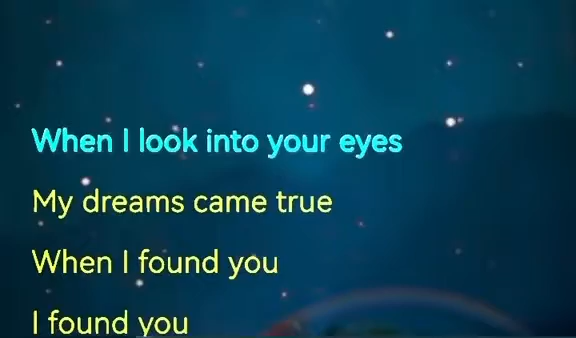 When I look into your eyes
My dreams came true
When I found you
I found you